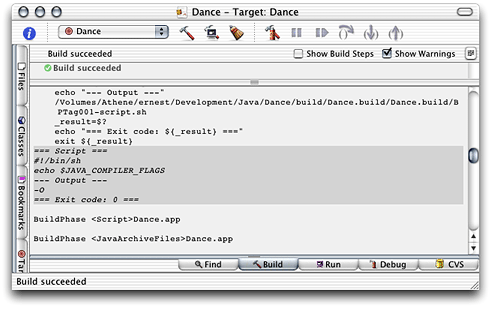 Dance – Target: Dance
Dance
Build succeeded
Show Build Steps
Show Warnings
Build succeeded
Files
Classes
Bookmarks
echo "--- Output ---"
/Volumes/Athene/ernest/Development/Java/Dance/build/Dance.build/Dance.build/B
PTag001-script.sh
_result=$?
echo "=== Exit code: ${_result} ==="
exit ${_result}
=== Script ===
#!/bin/sh
echo $JAVA_COMPILER_FLAGS
--- Output ---
-O
=== Exit code: 0 ===
BuildPhase <Script>Dance.app
BuildPhase <JavaArchiveFiles>Dance.app
Find
Build
Run
Debug
CVS
Build succeeded